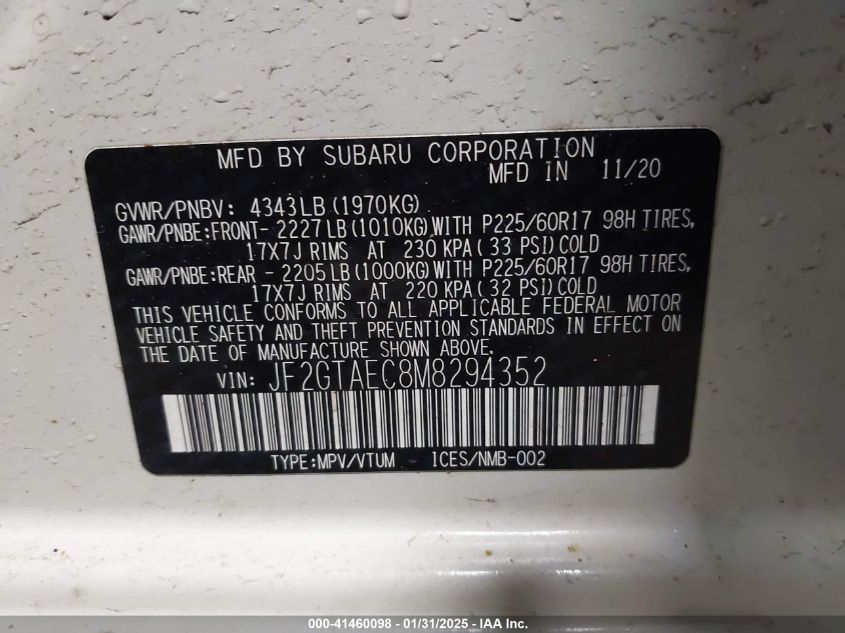 MFD BY SUBARU CORPORATION
MFD IN 11/20
GVWR/PNBV: 4343LB (1970KG)
GAWR/PNBE:FRONT- 2227LB (1010KG) WITH P225/60R17 98H TIRES,
17X7J RIMS AT 230 KPA ( 33 PSI) COLD
GAWR/PNBE:REAR - 2205LB (1000KG) WITH P225/60R17 98H TIRES,
17X7J RIMS AT 220 KPA ( 32 PSI) COLD
THIS VEHICLE CONFORMS TO ALL APPLICABLE FEDERAL MOTOR
VEHICLE SAFETY AND THEFT PREVENTION STANDARDS IN EFFECT ON
THE DATE OF MANUFACTURE SHOWN ABOVE.
VIN: JF2GTAEC8M8294352
TYPE:MPV/VTUM ICES/NMB-002
000-41460098 - 01/31/2025 - IAA Inc.